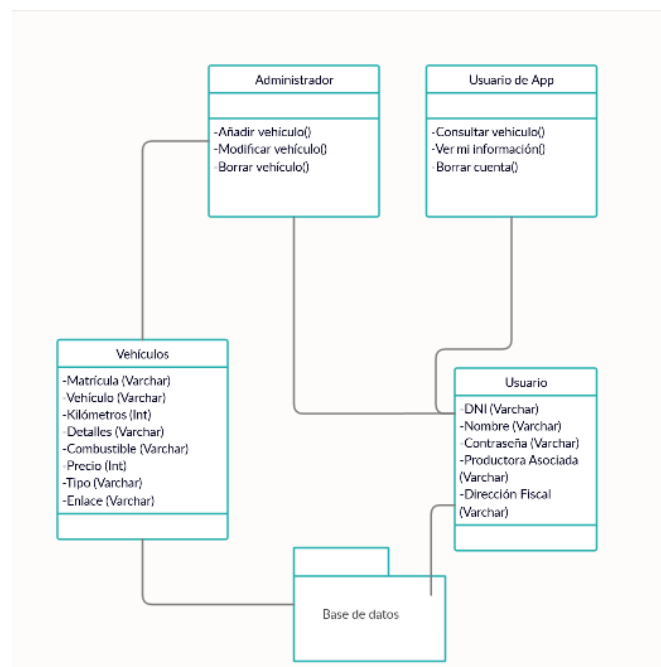 Administrador
-Añadir vehículo()
-Modificar vehículo()
-Borrar vehículo()
Usuario de App
-Consultar vehículo()
-Ver mi información()
-Borrar cuenta()
Vehículos
-Matrícula (Varchar)
-Vehículo (Varchar)
-Kilómetros (Int)
-Detalles (Varchar)
-Combustible (Varchar)
-Precio (Int)
-Tipo (Varchar)
-Enlace (Varchar)
Usuario
-DNI (Varchar)
-Nombre (Varchar)
-Contraseña (Varchar)
-Productora Asociada
(Varchar)
-Dirección Fiscal
(Varchar)
Base de datos